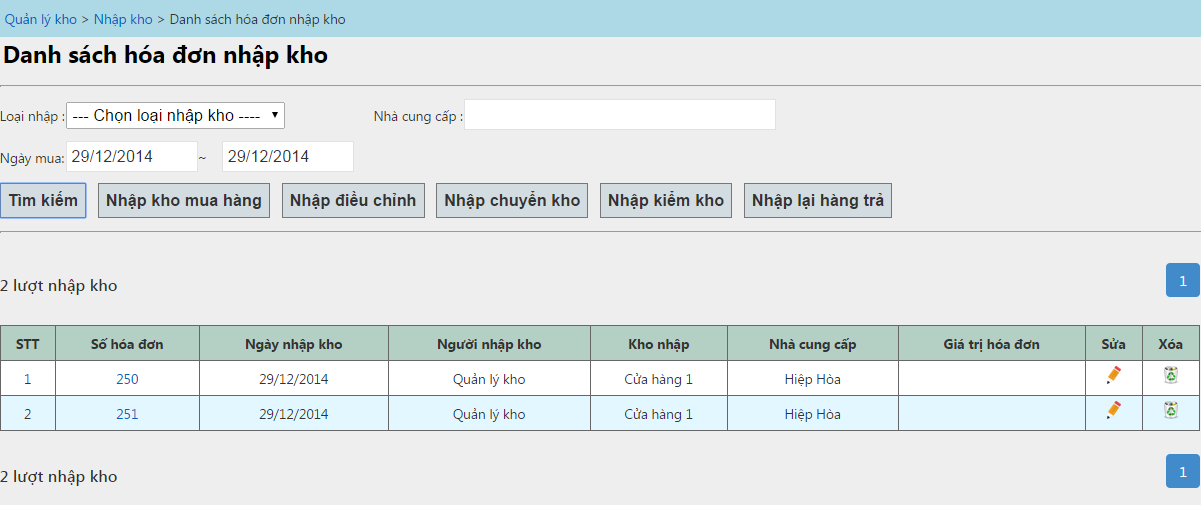 Quản lý kho > Nhập kho > Danh sách hóa đơn nhập kho
Danh sách hóa đơn nhập kho
Loại nhập : --- Chọn loại nhập kho ---- Nhà cung cấp :
Ngày mua: 29/12/2014 ~ 29/12/2014
Tìm kiếm Nhập kho mua hàng Nhập điều chỉnh Nhập chuyển kho Nhập kiểm kho Nhập lại hàng trả
2 lượt nhập kho 1
STT Số hóa đơn Ngày nhập kho Người nhập kho Kho nhập Nhà cung cấp Giá trị hóa đơn Sửa Xóa
1 250 29/12/2014 Quản lý kho Cửa hàng 1 Hiệp Hòa
2 251 29/12/2014 Quản lý kho Cửa hàng 1 Hiệp Hòa
2 lượt nhập kho 1